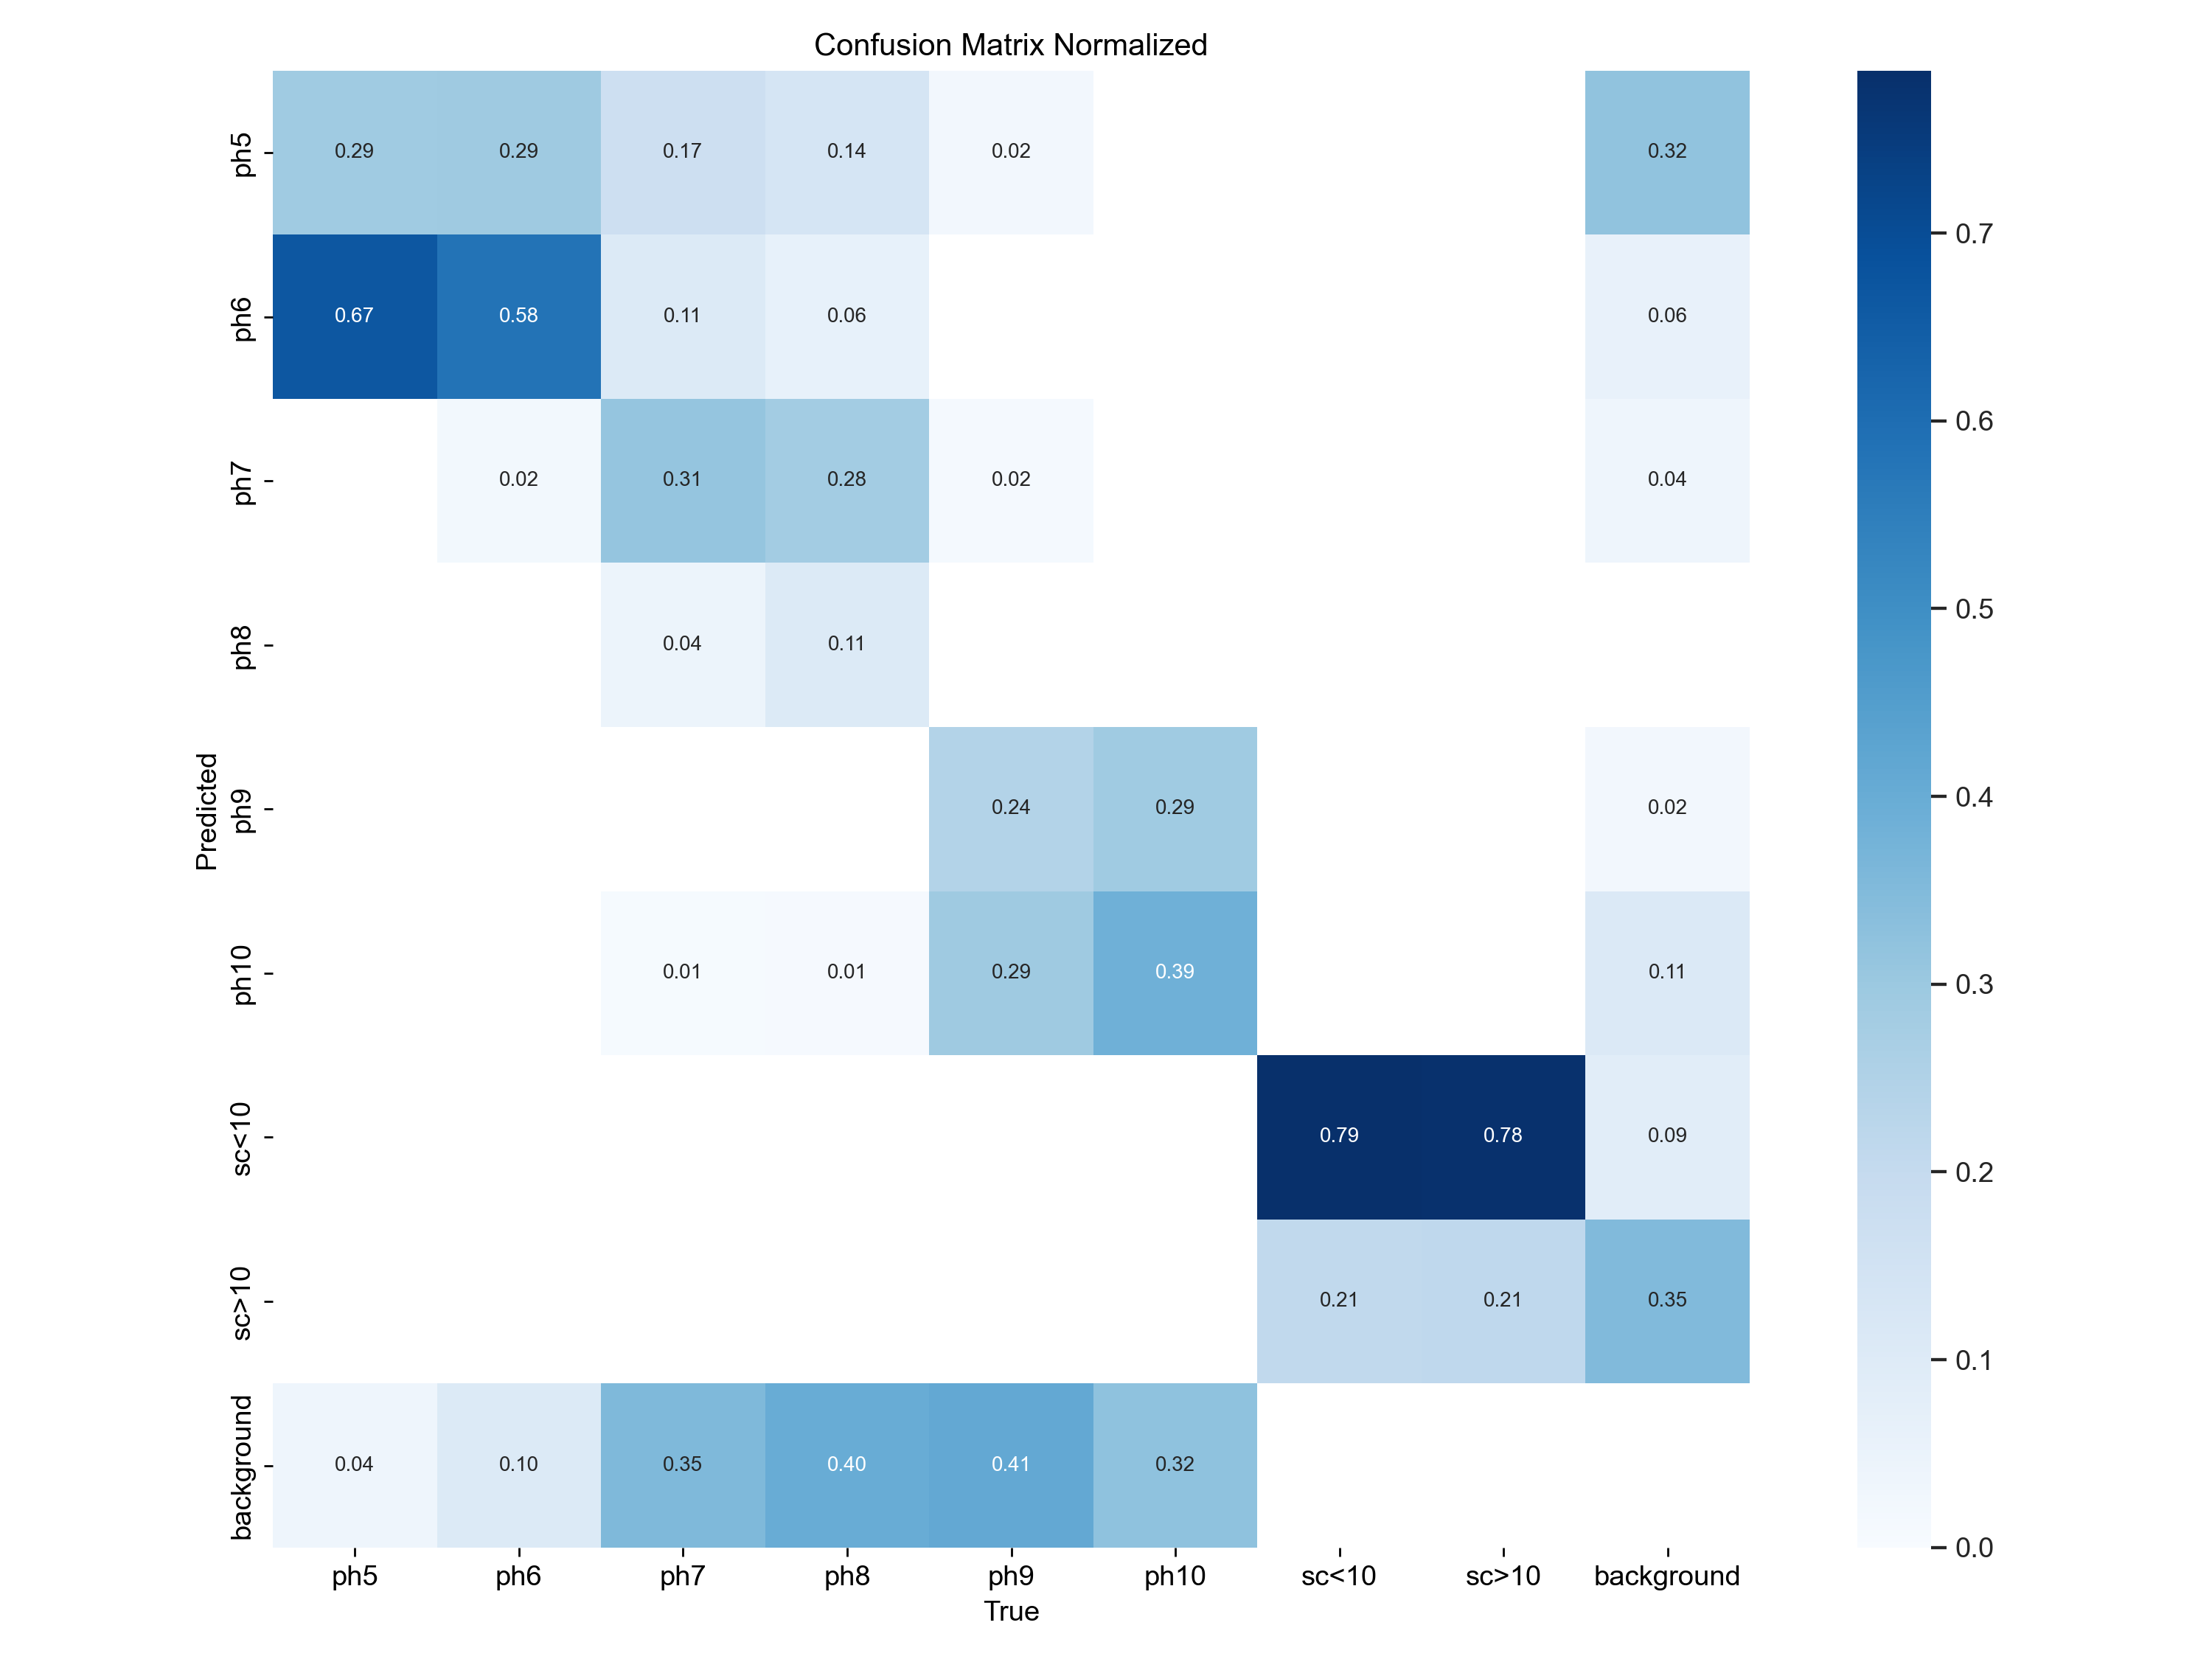 Confusion Matrix Normalized
Predicted
ph5 0.29 0.29 0.17 0.14 0.02 0.32
ph6 0.67 0.58 0.11 0.06 0.06
ph7 0.02 0.31 0.28 0.02 0.04
ph8 0.04 0.11
ph9 0.24 0.29 0.02
ph10 0.01 0.01 0.29 0.39 0.11
sc<10 0.79 0.78 0.09
sc>10 0.21 0.21 0.35
background 0.04 0.10 0.35 0.40 0.41 0.32
ph5 ph6 ph7 ph8 ph9 ph10 sc<10 sc>10 background
True
0.7
0.6
0.5
0.4
0.3
0.2
0.1
0.0